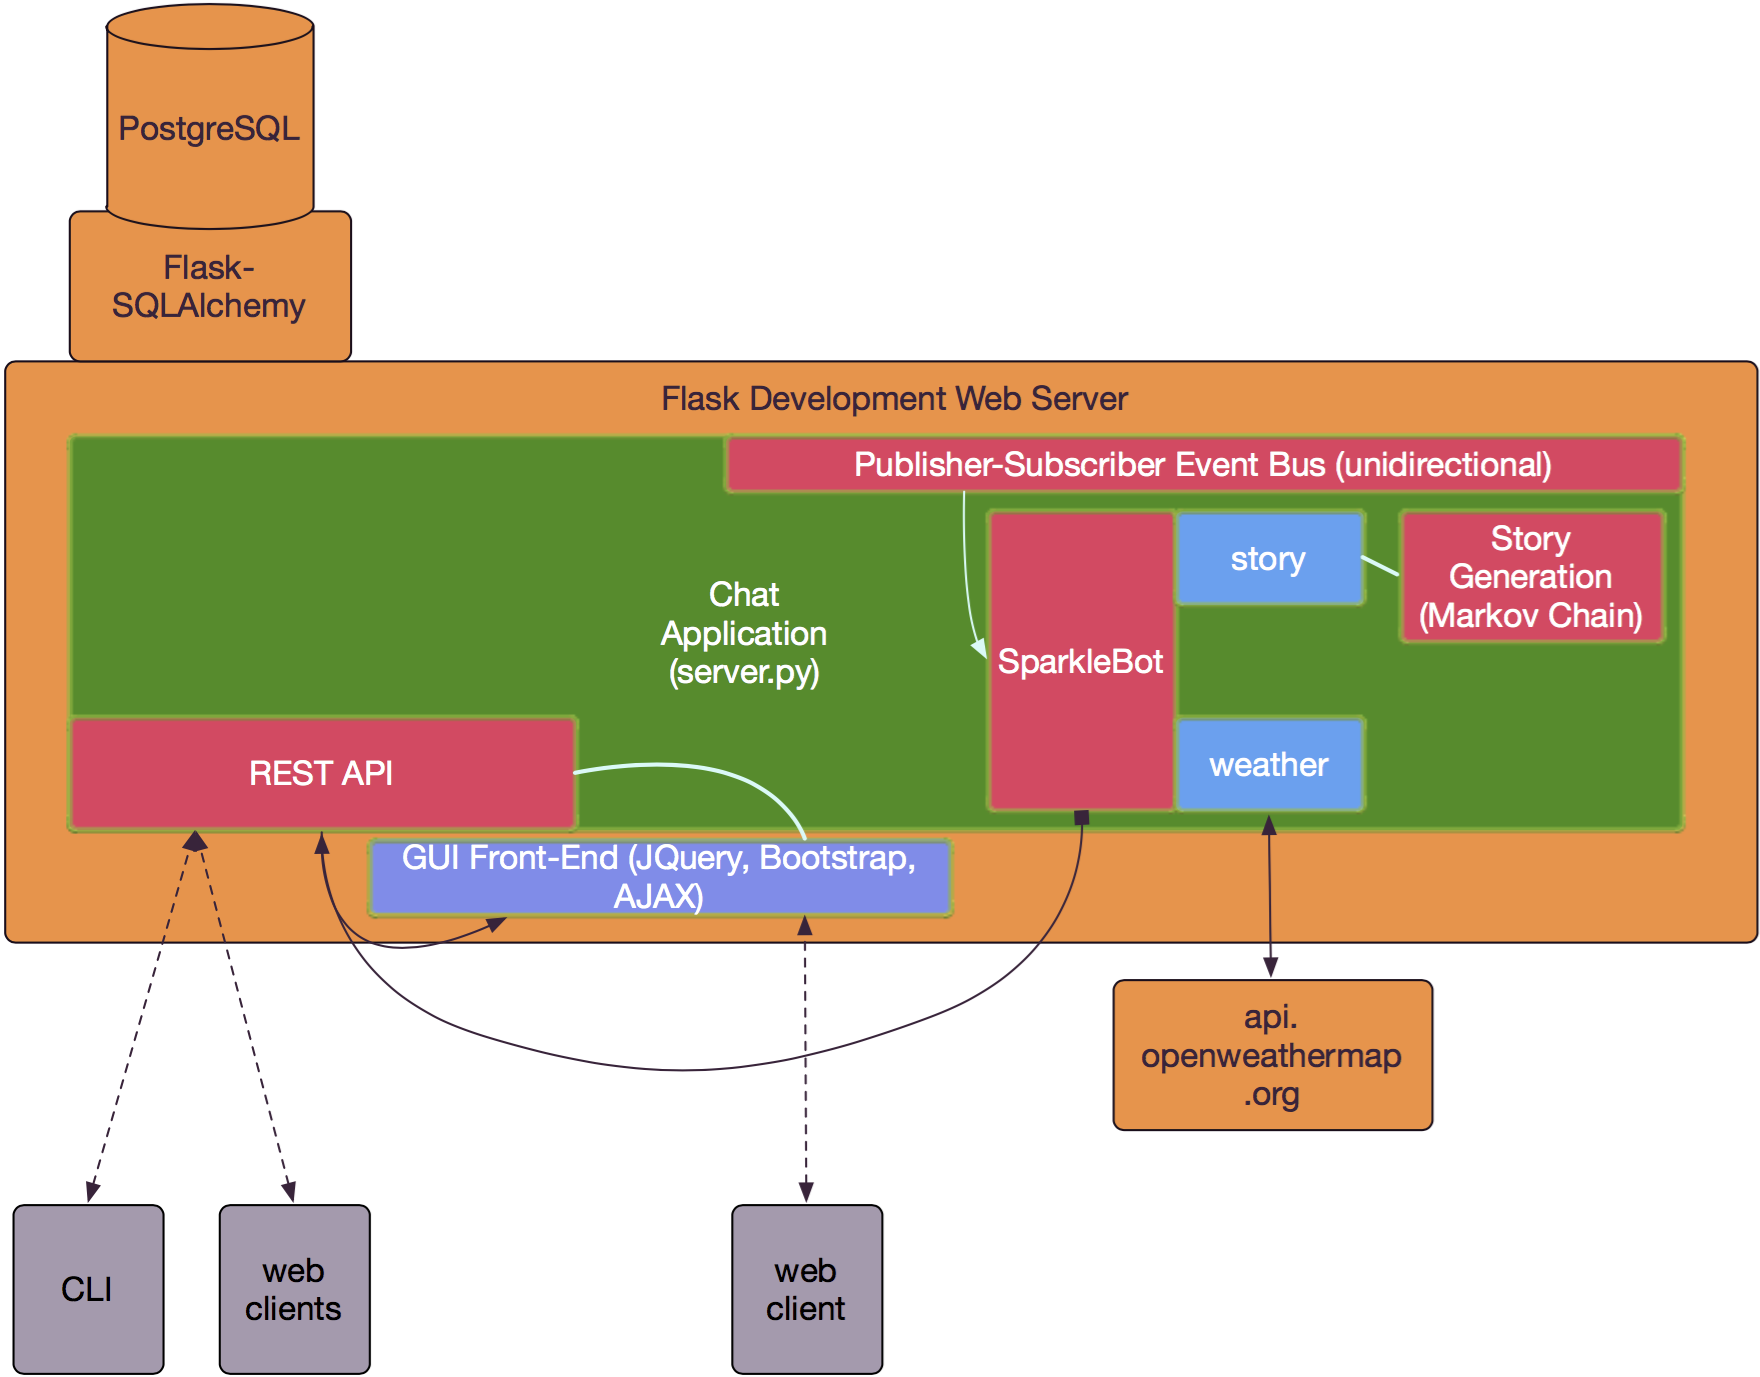 PostgreSQL
Flask-
SQLAlchemy
Flask Development Web Server
Publisher-Subscriber Event Bus (unidirectional)
Chat
Application
(server.py)
SparkleBot
story
Story
Generation
(Markov Chain)
weather
REST API
GUI Front-End (JQuery, Bootstrap,
AJAX)
api.
openweathermap
.org
CLI
web
clients
web
client